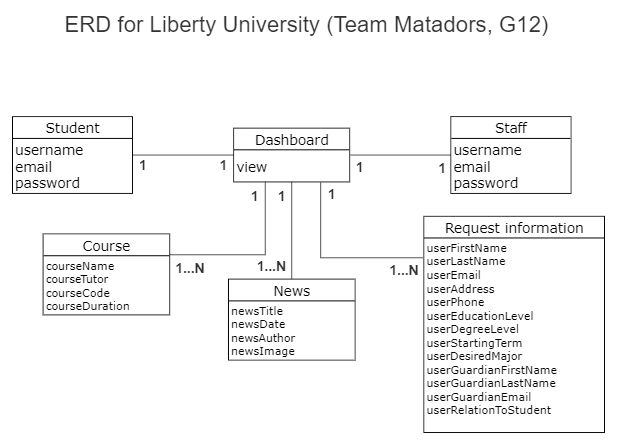 ERD for Liberty University (Team Matadors, G12)
Student
username
email
password
1
1
Dashboard
view
1
1
Staff
username
email
password
1
1
1
Course
courseName
courseTutor
courseCode
courseDuration
1...N
1...N
News
newsTitle
newsDate
newsAuthor
newsImage
1...N
Request information
userFirstName
userLastName
userEmail
userAddress
userPhone
userEducationLevel
userDegreeLevel
userStartingTerm
userDesiredMajor
userGuardianFirstName
userGuardianLastName
userGuardianEmail
userRelationToStudent